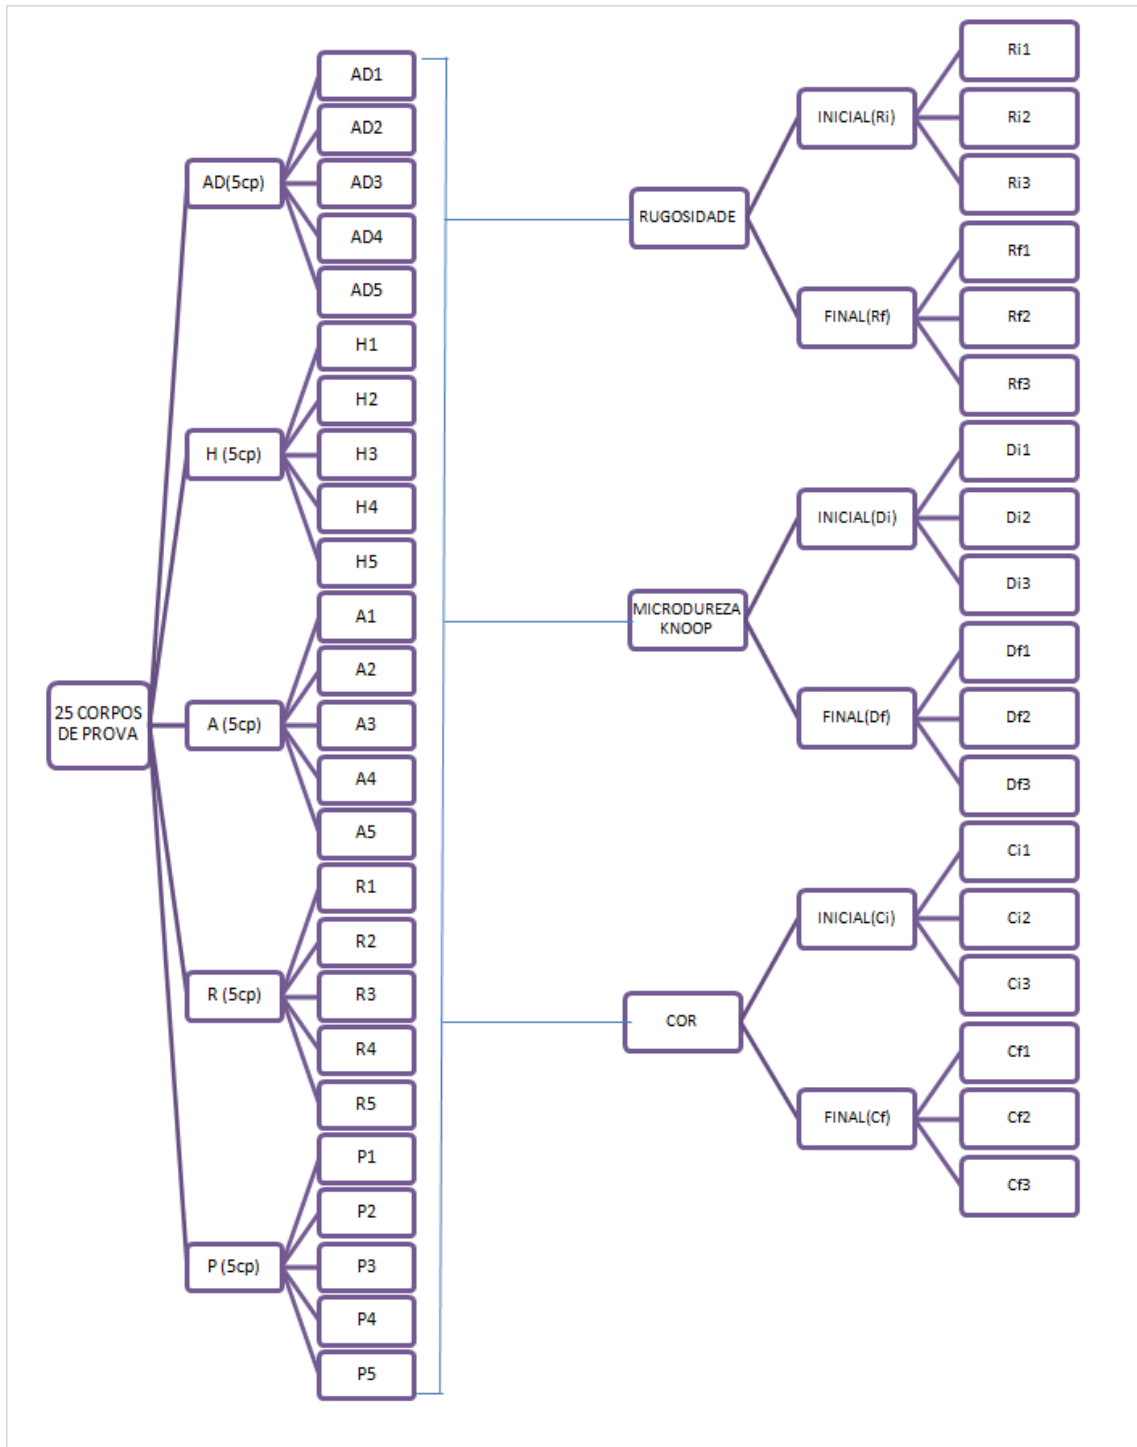 25 CORPOS
DE PROVA
AD(5cp)
AD1
AD2
AD3
AD4
AD5
H (5cp)
H1
H2
H3
H4
H5
A (5cp)
A1
A2
A3
A4
A5
R (5cp)
R1
R2
R3
R4
R5
P (5cp)
P1
P2
P3
P4
P5
RUGOSIDADE
INICIAL(Ri)
Ri1
Ri2
Ri3
FINAL(Rf)
Rf1
Rf2
Rf3
MICRODUREZA
KNOOP
INICIAL(Di)
Di1
Di2
Di3
FINAL(Df)
Df1
Df2
Df3
COR
INICIAL(Ci)
Ci1
Ci2
Ci3
FINAL(Cf)
Cf1
Cf2
Cf3